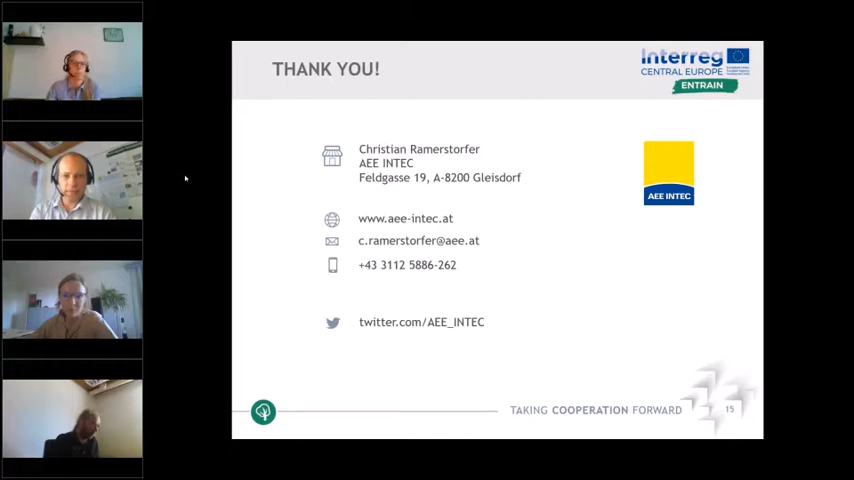 THANK YOU!
Interreg
CENTRAL EUROPE
ENTRAIN
Christian Ramerstorfer
AEE INTEC
Feldgasse 19, A-8200 Gleisdorf
AEE INTEC
www.aee-intec.at
c.ramerstorfer@aee.at
+43 3112 5886-262
twitter.com/AEE_INTEC
TAKING COOPERATION FORWARD
15